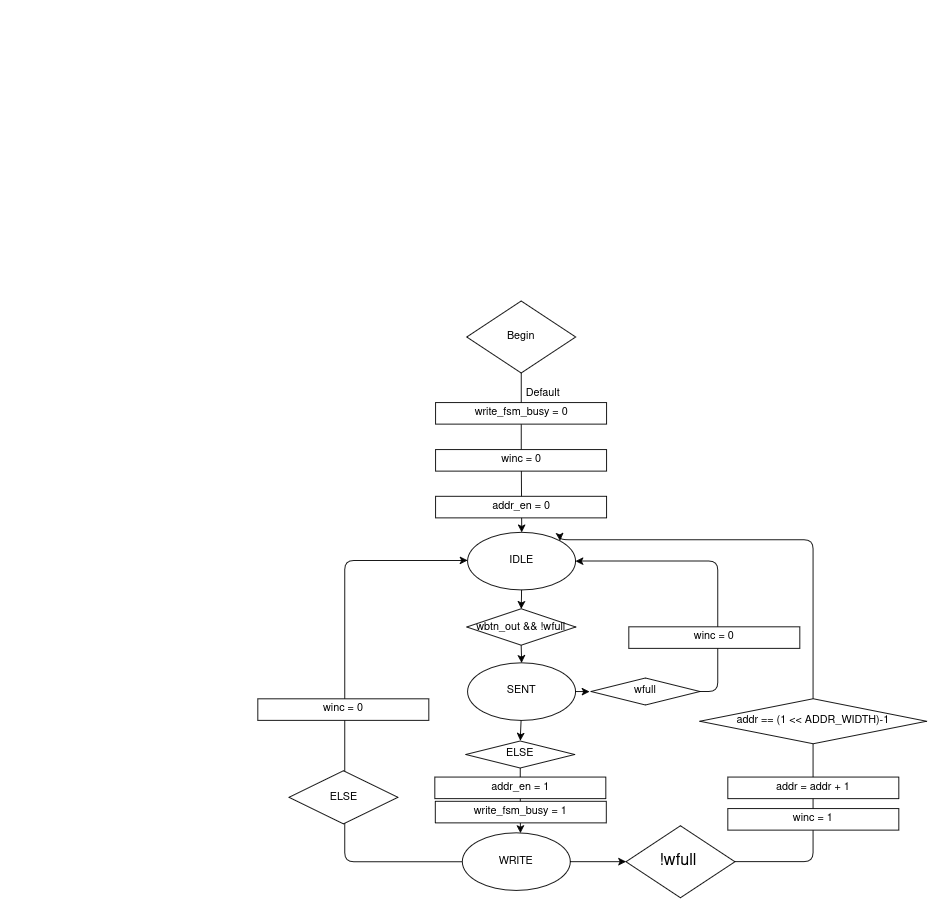 Begin
Default
write_fsm_busy = 0
winc = 0
addr_en = 0
IDLE
wbtn_out && !wfull
winc = 0
SENT
wfull
winc = 0
addr == (1 << ADDR_WIDTH)-1
ELSE
addr_en = 1
addr = addr + 1
ELSE
write_fsm_busy = 1
winc = 1
WRITE
!wfull